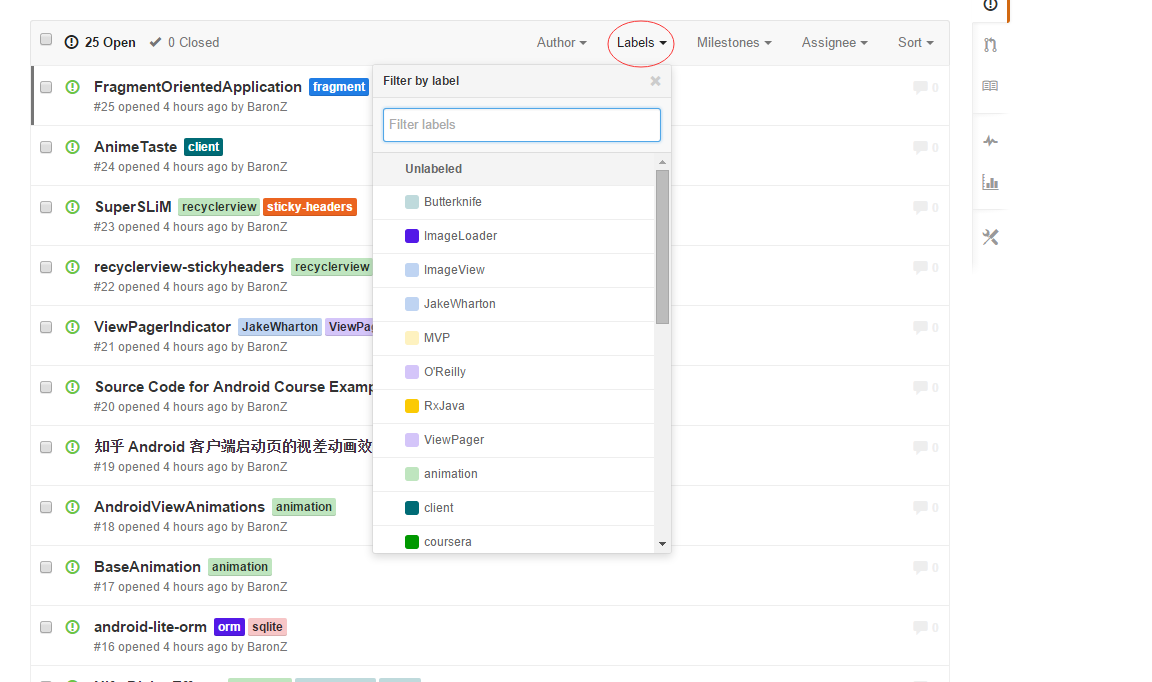 25 Open 0 Closed Author Labels Milestones Assignee Sort
Filter by label
Filter labels
Unlabeled
Butterknife
ImageLoader
ImageView
JakeWharton
MVP
O'Reilly
RxJava
ViewPager
animation
client
coursera
FragmentOrientedApplication fragment
#25 opened 4 hours ago by BaronZ
0
AnimeTaste client
#24 opened 4 hours ago by BaronZ
0
SuperSLiM recyclerview sticky-headers
#23 opened 4 hours ago by BaronZ
0
recyclerview-stickyheaders recyclerview
#22 opened 4 hours ago by BaronZ
0
ViewPagerIndicator JakeWharton ViewPag
#21 opened 4 hours ago by BaronZ
0
Source Code for Android Course Examp
#20 opened 4 hours ago by BaronZ
0
知乎 Android 客户端启动页的视差动画效
#19 opened 4 hours ago by BaronZ
0
AndroidViewAnimations animation
#18 opened 4 hours ago by BaronZ
0
BaseAnimation animation
#17 opened 4 hours ago by BaronZ
0
android-lite-orm orm sqlite
#16 opened 4 hours ago by BaronZ
0